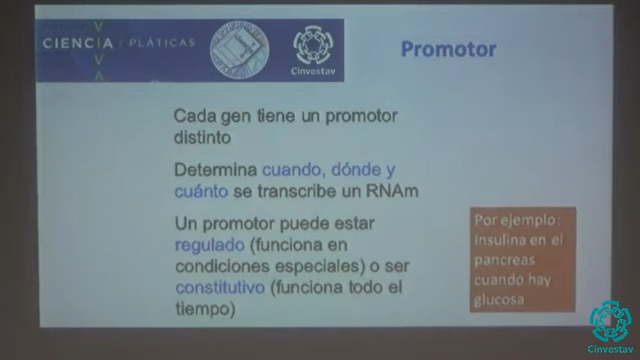 CIENCIA | PLÁTICAS
VIVA
Cinvestav
Promotor
Cada gen tiene un promotor
distinto
Determina cuando, dónde y
cuánto se transcribe un RNAm
Un promotor puede estar
regulado (funciona en
condiciones especiales) o ser
constitutivo (funciona todo el
tiempo)
Por ejemplo:
insulina en el
pancreas
cuando hay
glucosa
Cinvestav